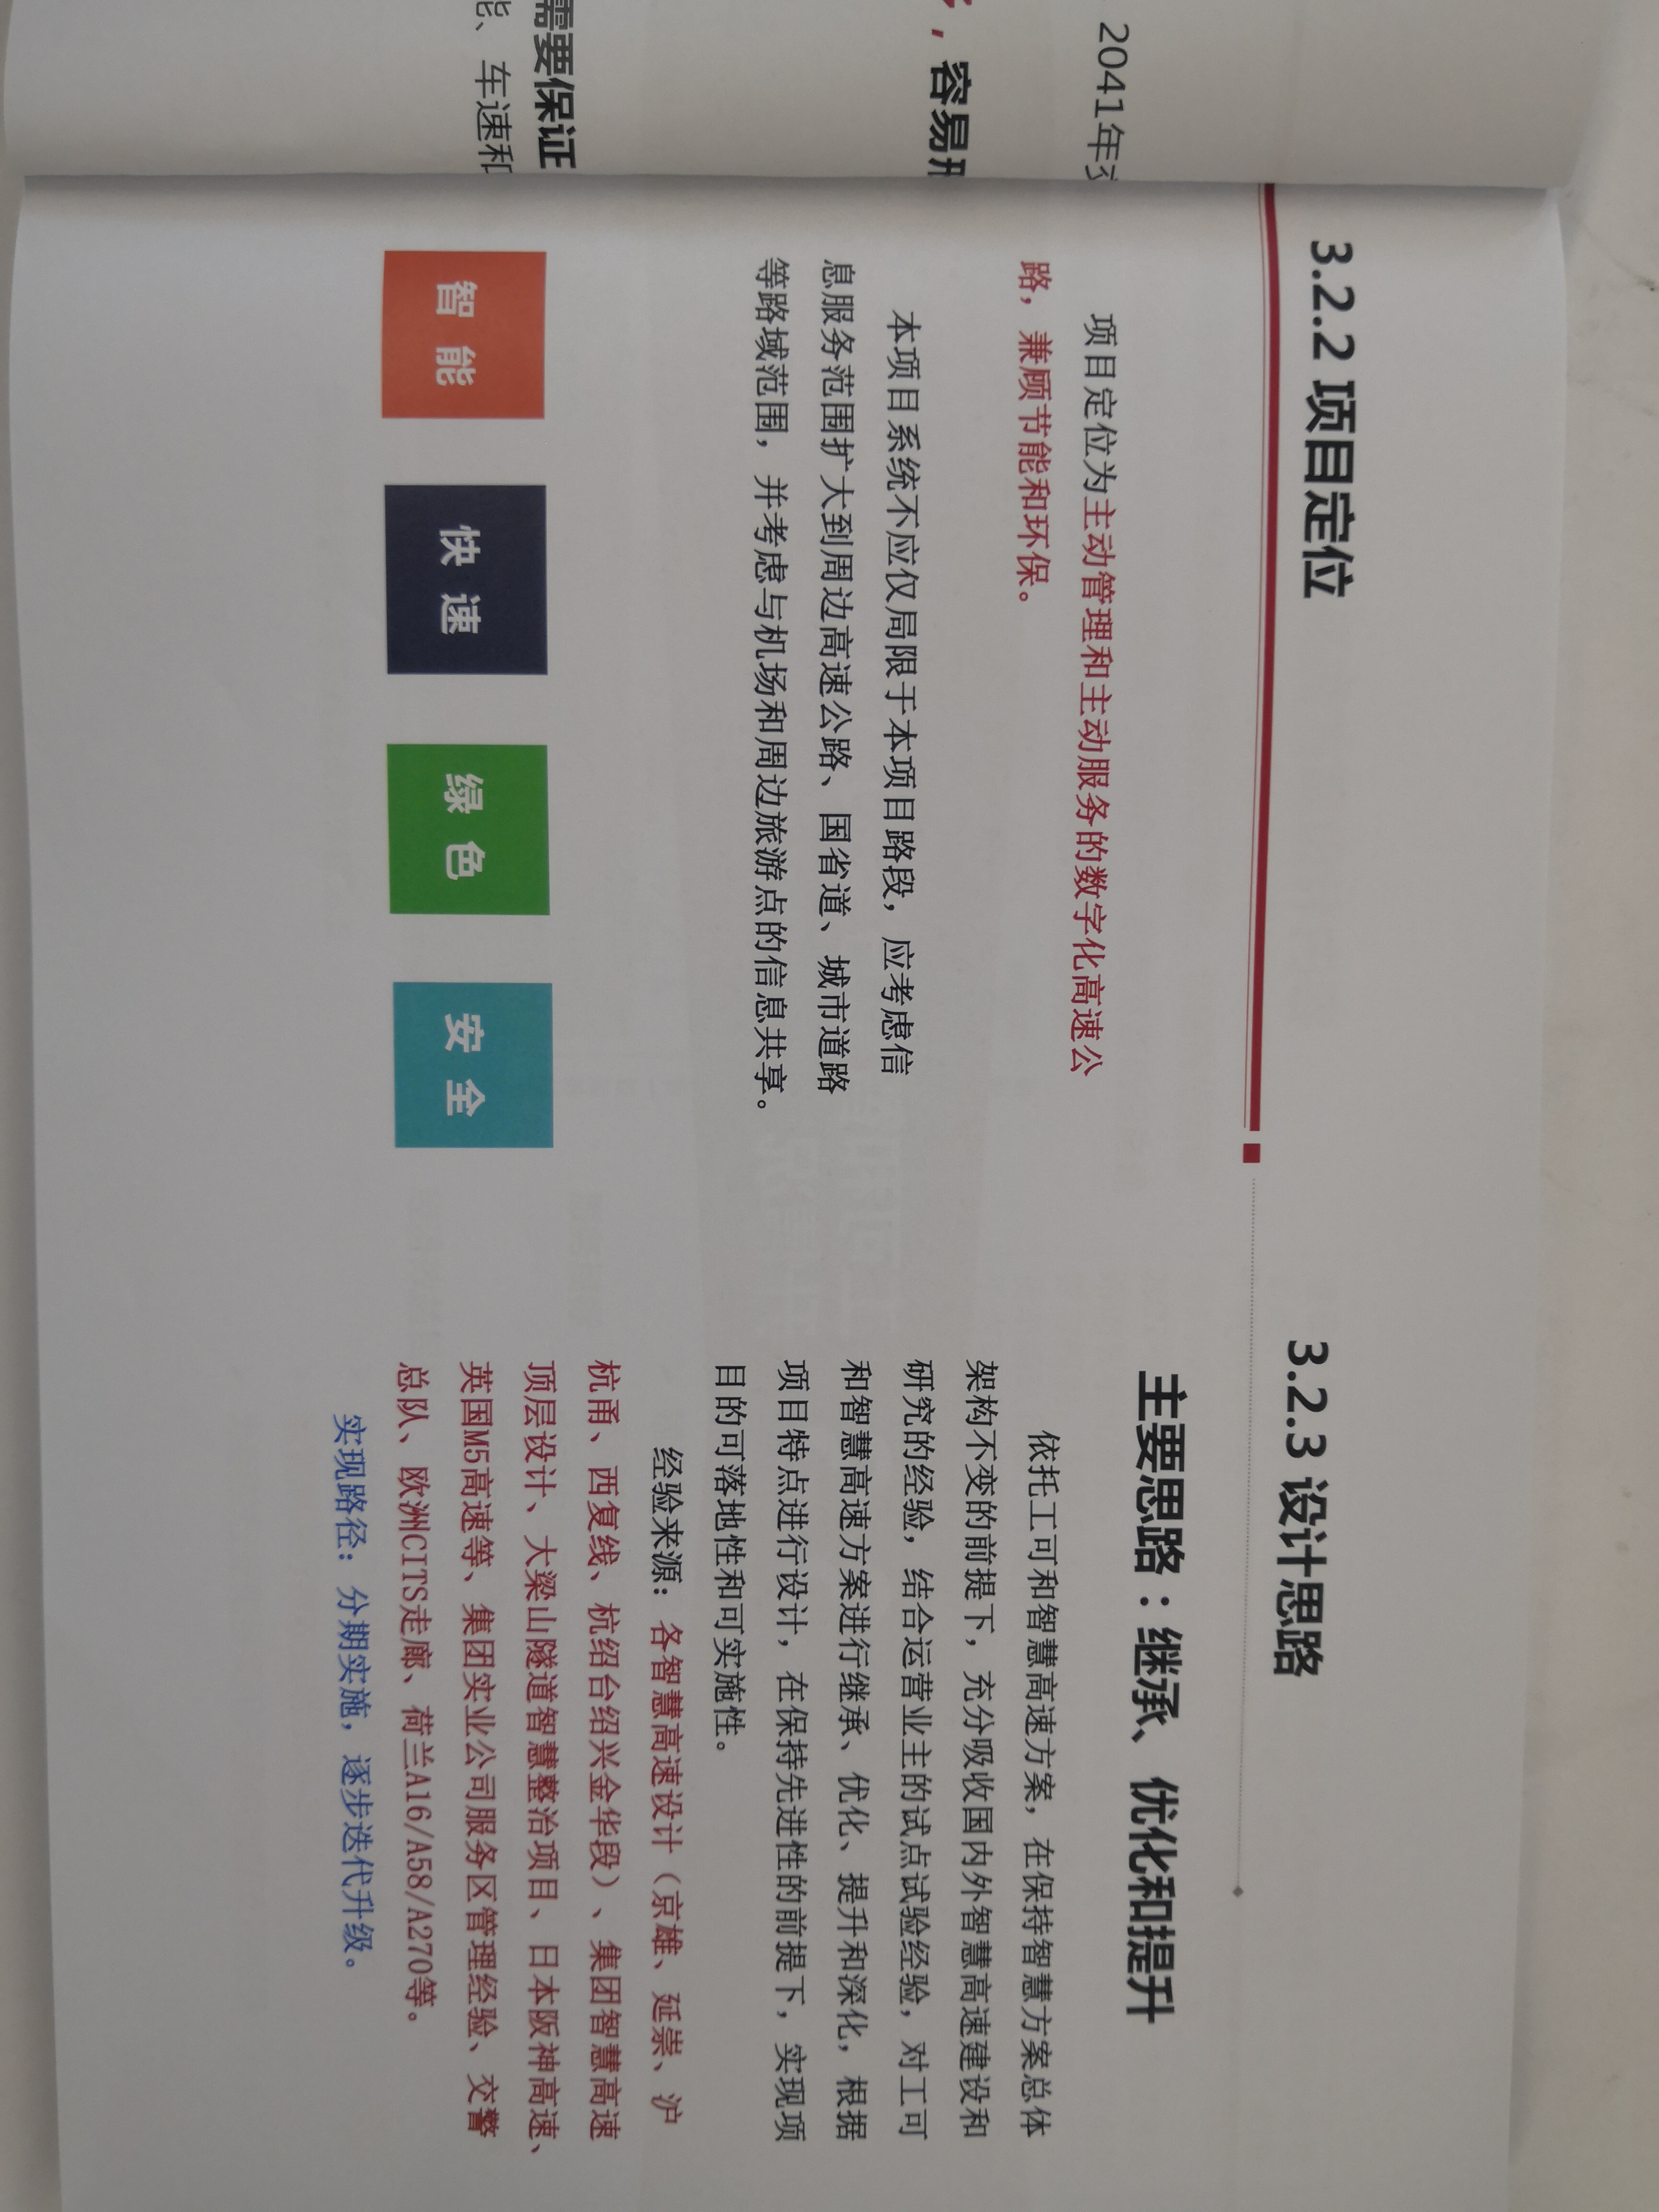 2041年
，容易
需要保证
能、车速和
3.2.2 项目定位
项目定位为主动管理和主动服务的数字化高速公
路，兼顾节能和环保。
本项目系统不应仅局限于本项目路段，应考虑信
息服务范围扩大到周边高速公路、国省道、城市道路
等路域范围，并考虑与机场和周边旅游点的信息共享。
智 能
快 速
绿 色
安 全
3.2.3 设计思路
主要思路：继承、优化和提升
依托工可和智慧高速方案，在保持智慧方案总体
架构不变的前提下，充分吸收国内外智慧高速建设和
研究的经验，结合运营业主的试点试验经验，对工可
和智慧高速方案进行继承、优化、提升和深化，根据
项目特点进行设计，在保持先进性的前提下，实现项
目的可落地性和可实施性。
经验来源：各智慧高速设计（京雄、延崇、沪
杭甬、西复线、杭绍台绍兴金华段）、集团智慧高速
顶层设计、大梁山隧道智慧整治项目、日本阪神高速、
英国M5高速等、集团实业公司服务区管理经验、交警
总队、欧洲CITS走廊、荷兰A16/A58/A270等。
实现路径：分期实施，逐步迭代升级。